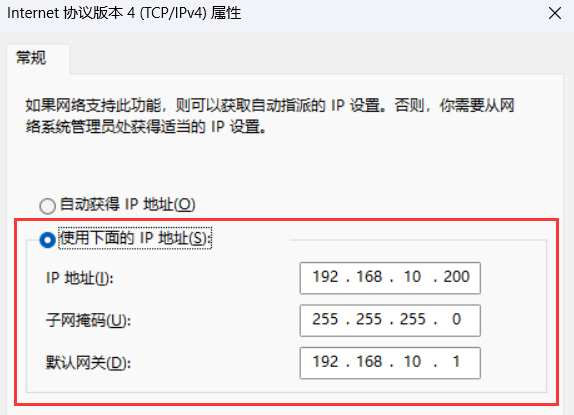 Internet 协议版本 4 (TCP/IPv4) 属性
常规
如果网络支持此功能，则可以获取自动指派的 IP 设置。否则，你需要从网
络系统管理员处获得适当的 IP 设置。
自动获得 IP 地址(O)
使用下面的 IP 地址(S):
IP 地址(I): 192 . 168 . 10 . 200
子网掩码(U): 255 . 255 . 255 . 0
默认网关(D): 192 . 168 . 10 . 1